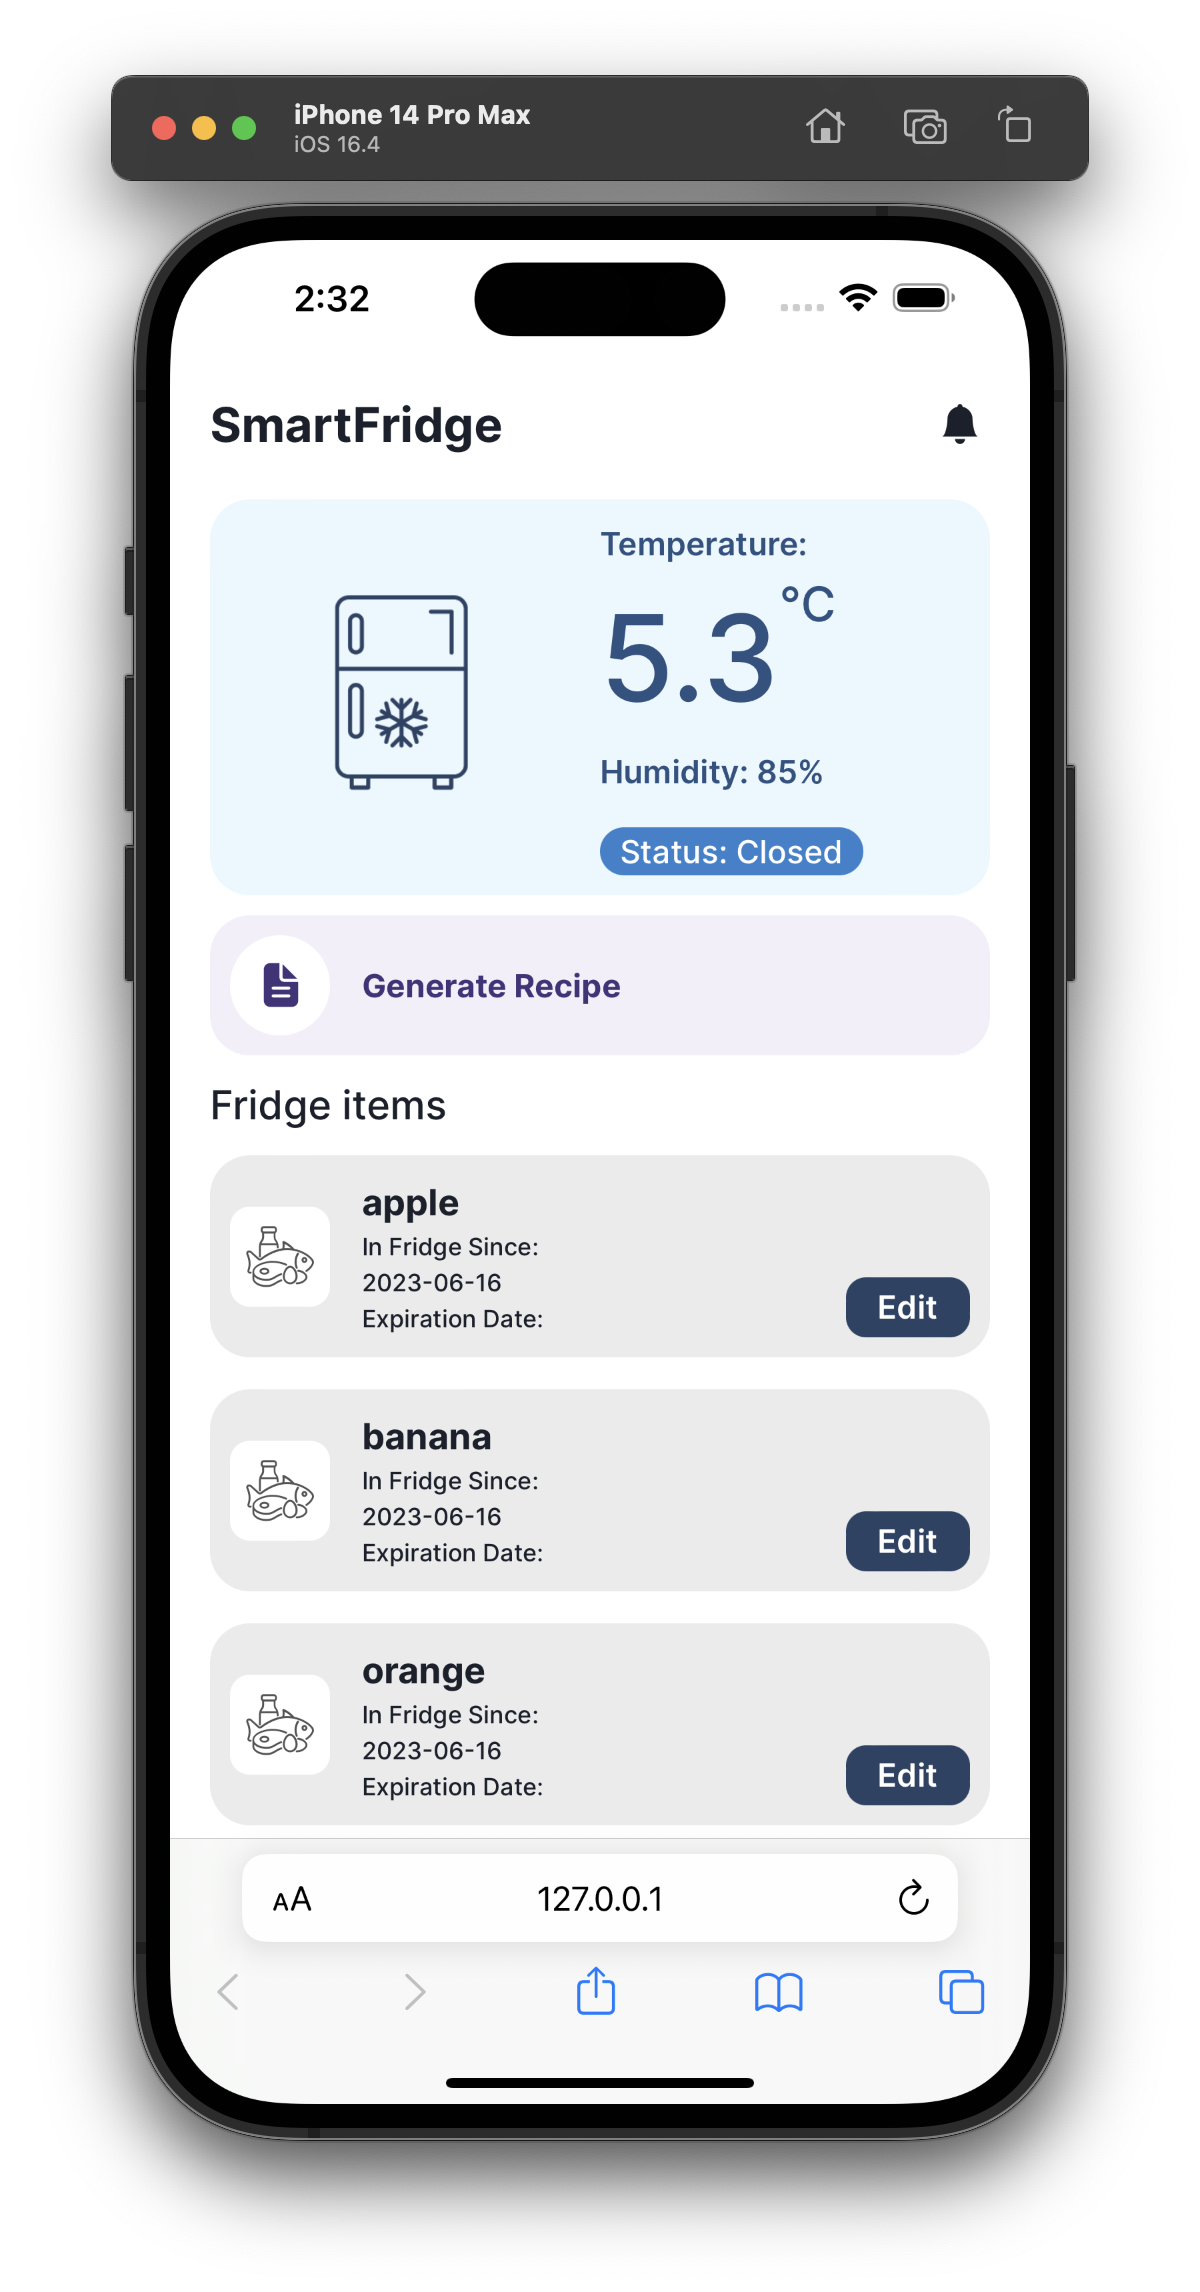 iPhone 14 Pro Max
iOS 16.4
2:32
SmartFridge
Temperature:
5.3 °C
Humidity: 85%
Status: Closed
Generate Recipe
Fridge items
apple
In Fridge Since:
2023-06-16
Expiration Date:
Edit
banana
In Fridge Since:
2023-06-16
Expiration Date:
Edit
orange
In Fridge Since:
2023-06-16
Expiration Date:
Edit
AA
127.0.0.1